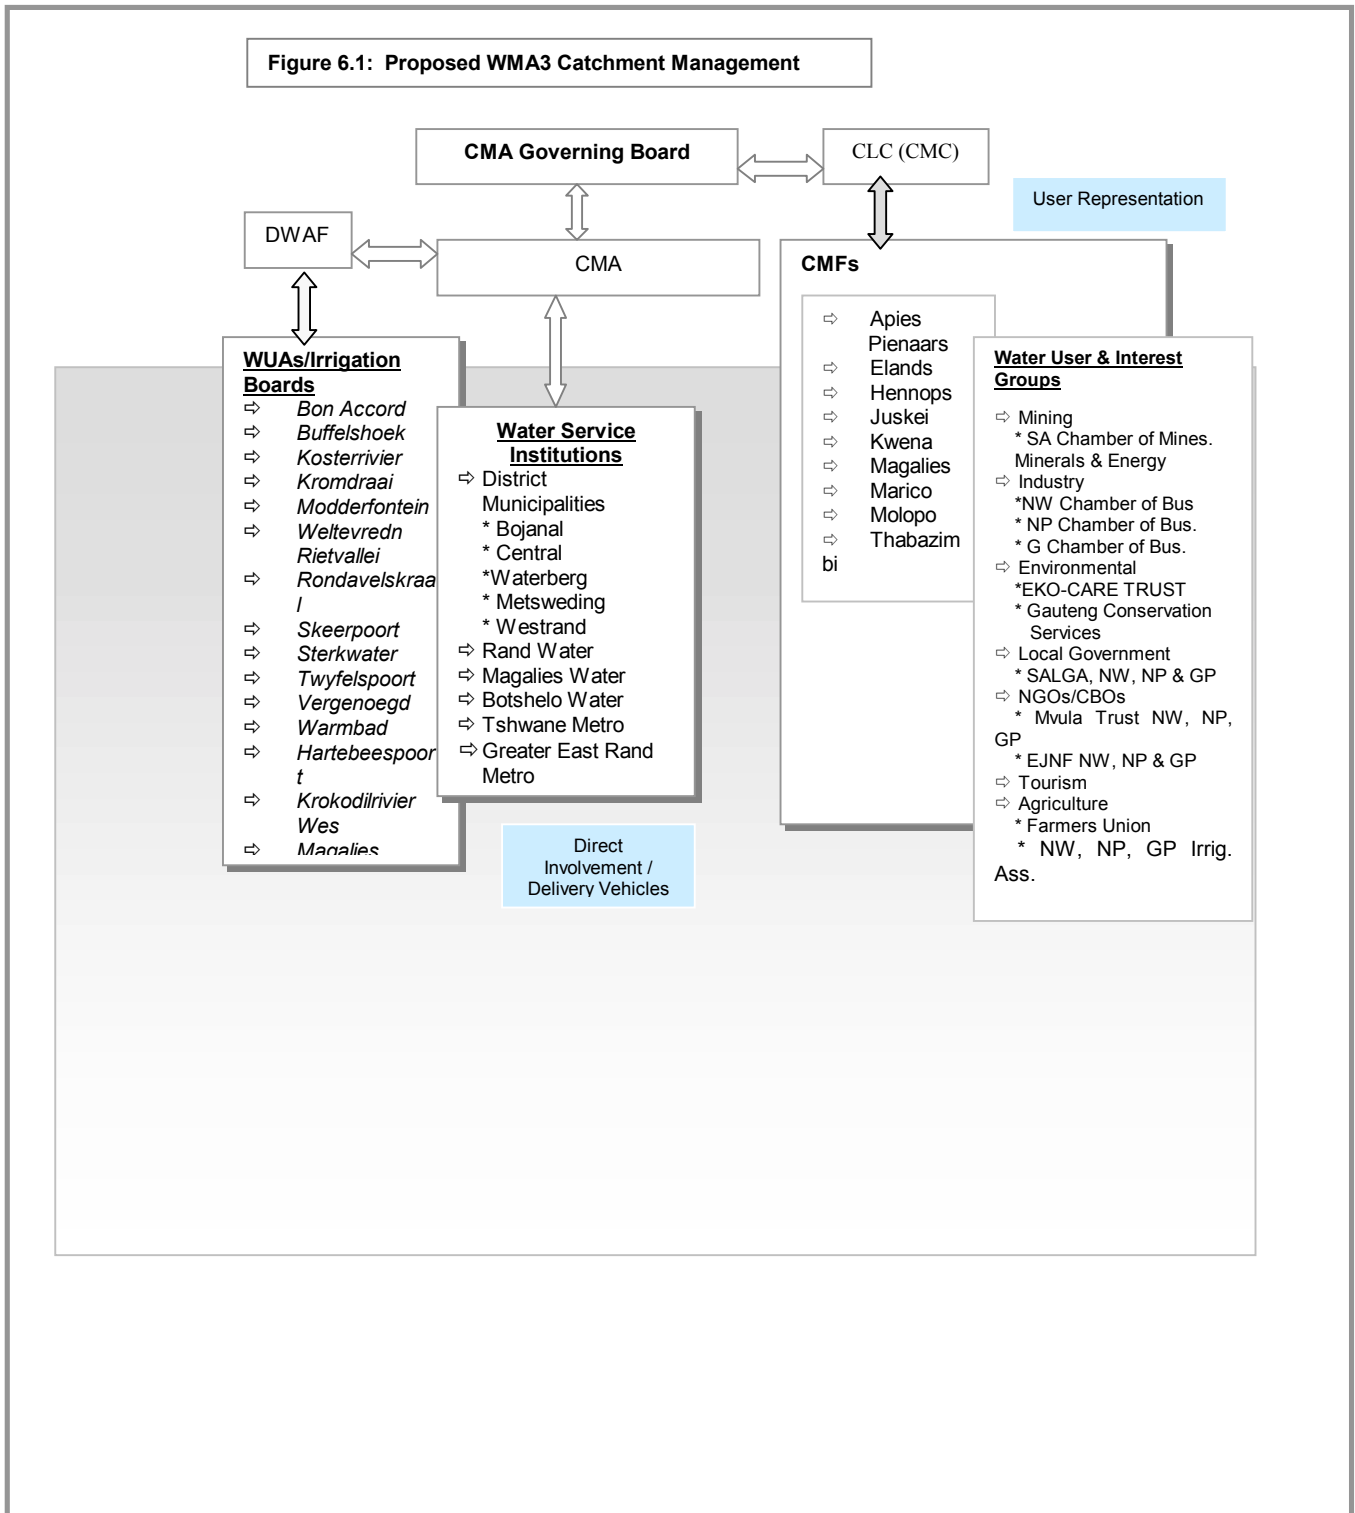 Figure 6.1: Proposed WMA3 Catchment Management
CMA Governing Board
CLC (CMC)
User Representation
DWAF
CMA
WUAs/Irrigation
Boards
⇨ Bon Accord
⇨ Buffelshoek
⇨ Kosterrivier
⇨ Kromdraai
⇨ Modderfontein
⇨ Weltevredn
Rietvallei
⇨ Rondavelskraa
l
⇨ Skeerpoort
⇨ Sterkwater
⇨ Twyfelspoort
⇨ Vergenoegd
⇨ Warmbad
⇨ Hartebeespoor
t
⇨ Krokodilrivier
Wes
⇨ Magalies
Water Service
Institutions
⇨ District
Municipalities
* Bojanal
* Central
*Waterberg
* Metsweding
* Westrand
⇨ Rand Water
⇨ Magalies Water
⇨ Botshelo Water
⇨ Tshwane Metro
⇨ Greater East Rand
Metro
Direct
Involvement /
Delivery Vehicles
CMFs
⇨ Apies
Pienaars
⇨ Elands
⇨ Hennops
⇨ Juskei
⇨ Kwena
⇨ Magalies
⇨ Marico
⇨ Molopo
⇨ Thabazim
bi
Water User & Interest
Groups
⇨ Mining
* SA Chamber of Mines.
Minerals & Energy
⇨ Industry
*NW Chamber of Bus
* NP Chamber of Bus.
* G Chamber of Bus.
⇨ Environmental
*EKO-CARE TRUST
* Gauteng Conservation
Services
⇨ Local Government
* SALGA, NW, NP & GP
⇨ NGOs/CBOs
* Mvula Trust NW, NP,
GP
* EJNF NW, NP & GP
⇨ Tourism
⇨ Agriculture
* Farmers Union
* NW, NP, GP Irrig.
Ass.